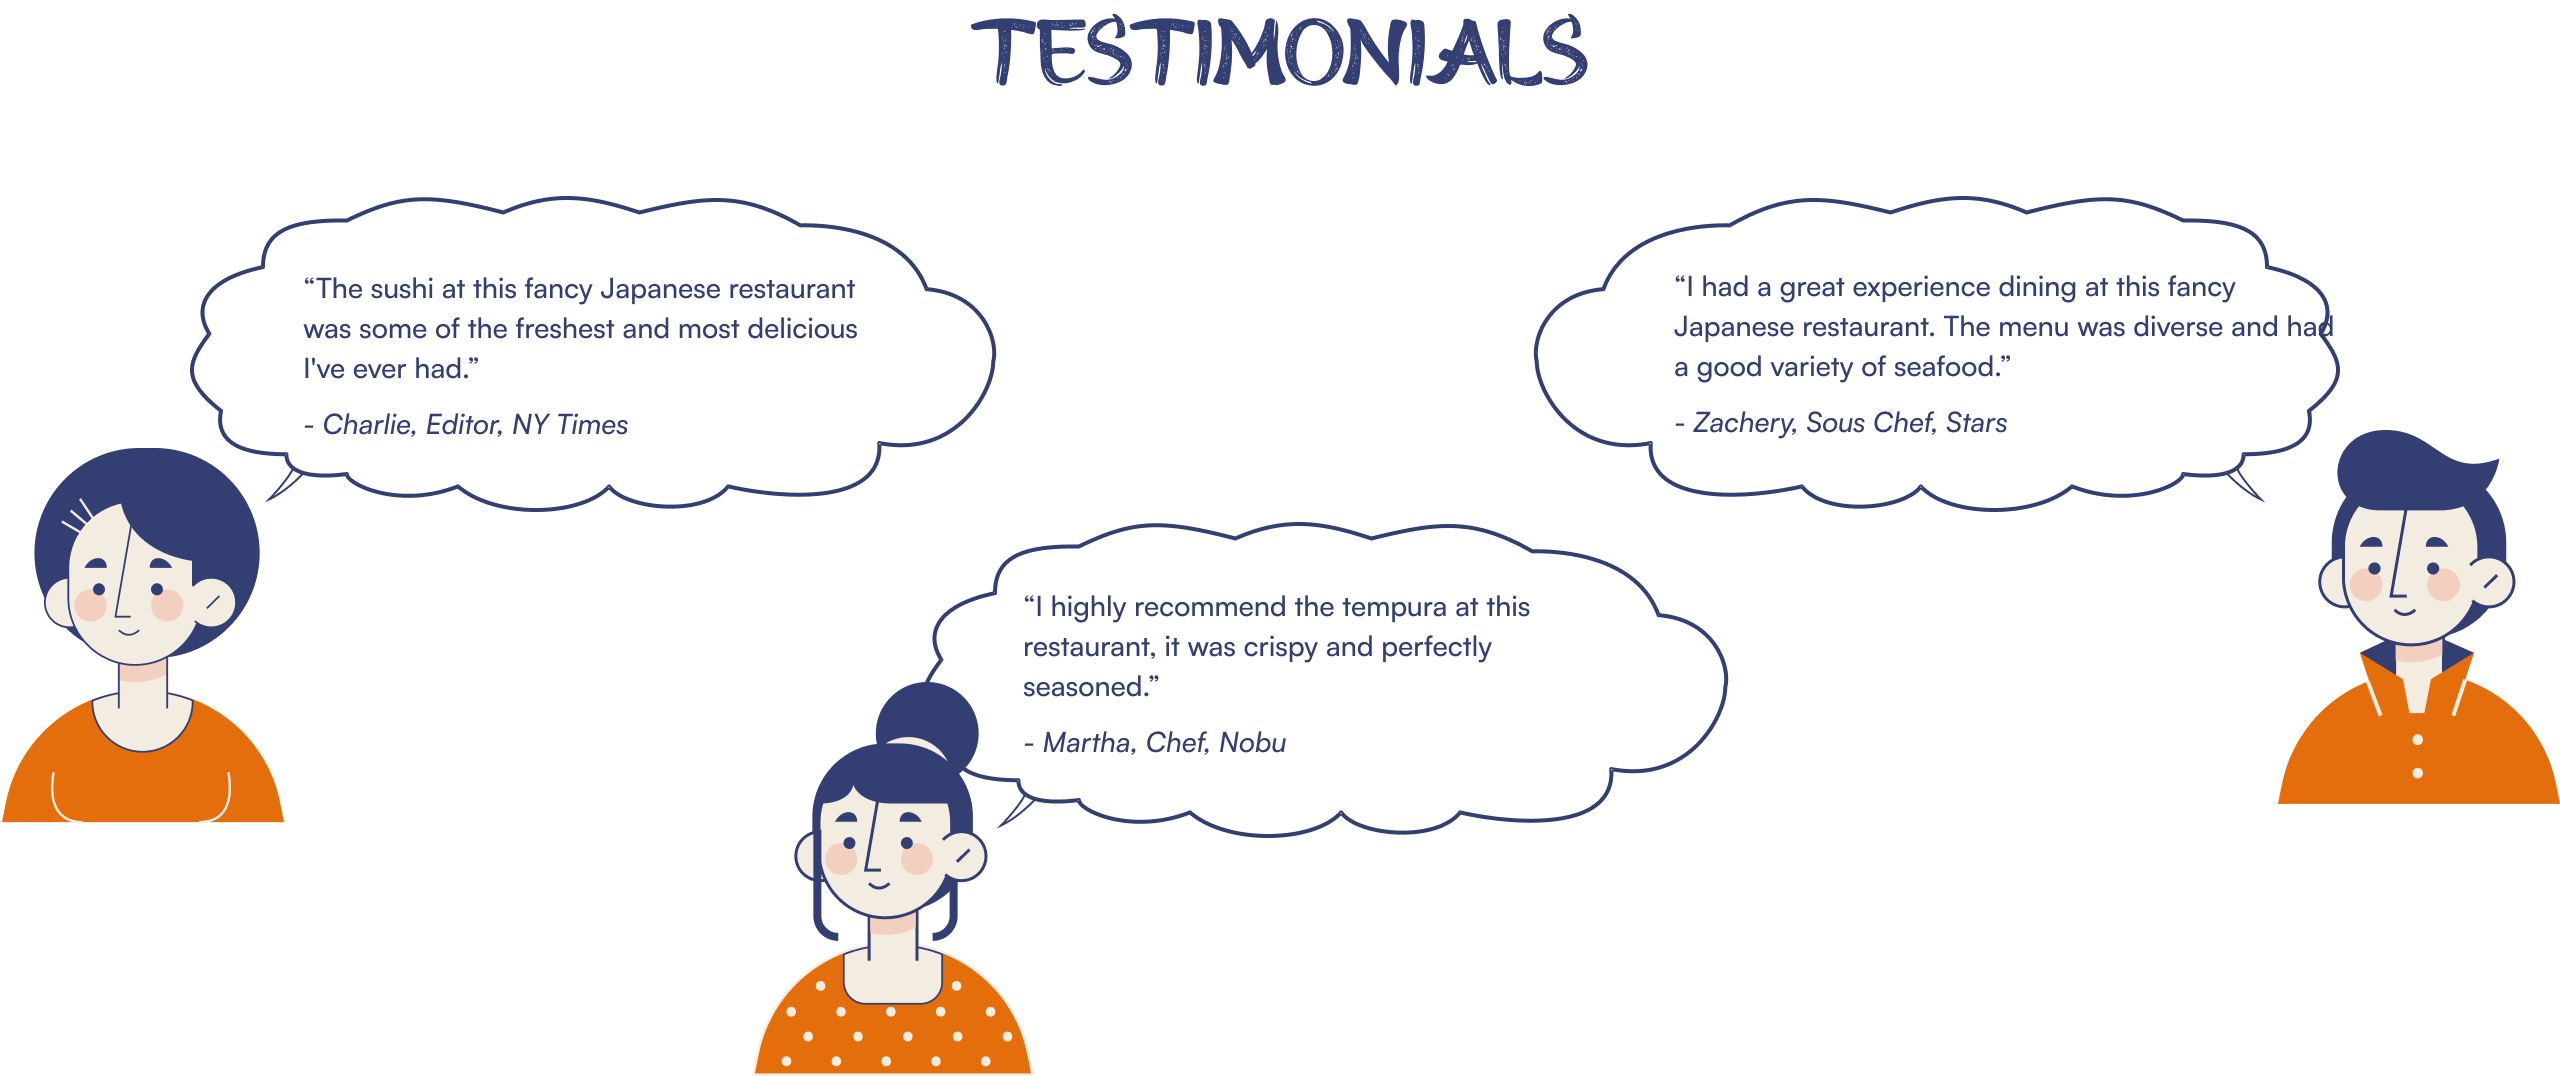 TESTIMONIALS
“The sushi at this fancy Japanese restaurant
was some of the freshest and most delicious
I've ever had.”
- Charlie, Editor, NY Times
“I had a great experience dining at this fancy
Japanese restaurant. The menu was diverse and had
a good variety of seafood.”
- Zachery, Sous Chef, Stars
“I highly recommend the tempura at this
restaurant, it was crispy and perfectly
seasoned.”
- Martha, Chef, Nobu